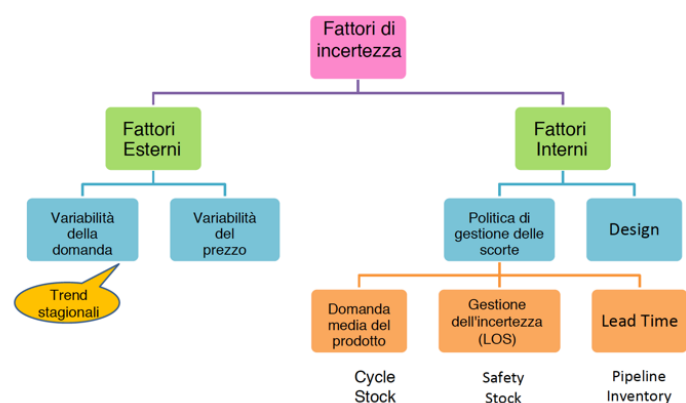 Fattori di
incertezza
Fattori
Esterni
Fattori
Interni
Variabilità
della
domanda
Variabilità
del
prezzo
Politica di
gestione delle
scorte
Design
Trend
stagionali
Domanda
media del
prodotto
Gestione
dell'incertezza
(LOS)
Lead Time
Cycle
Stock
Safety
Stock
Pipeline
Inventory